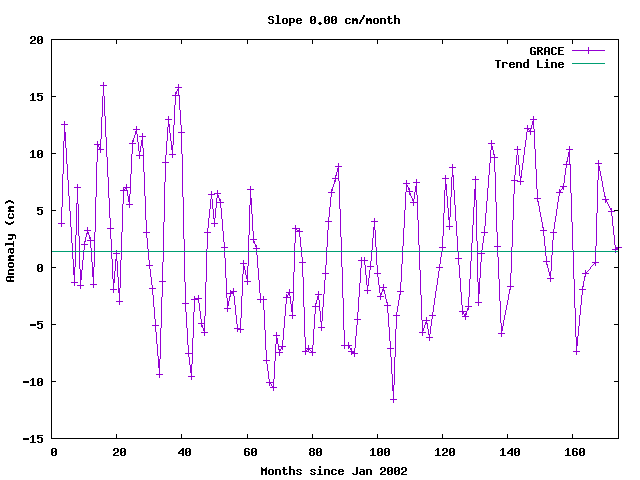 Slope 0.00 cm/month
GRACE
Trend Line
20
15
10
5
0
-5
-10
-15
Anomaly (cm)
0 20 40 60 80 100 120 140 160
Months since Jan 2002